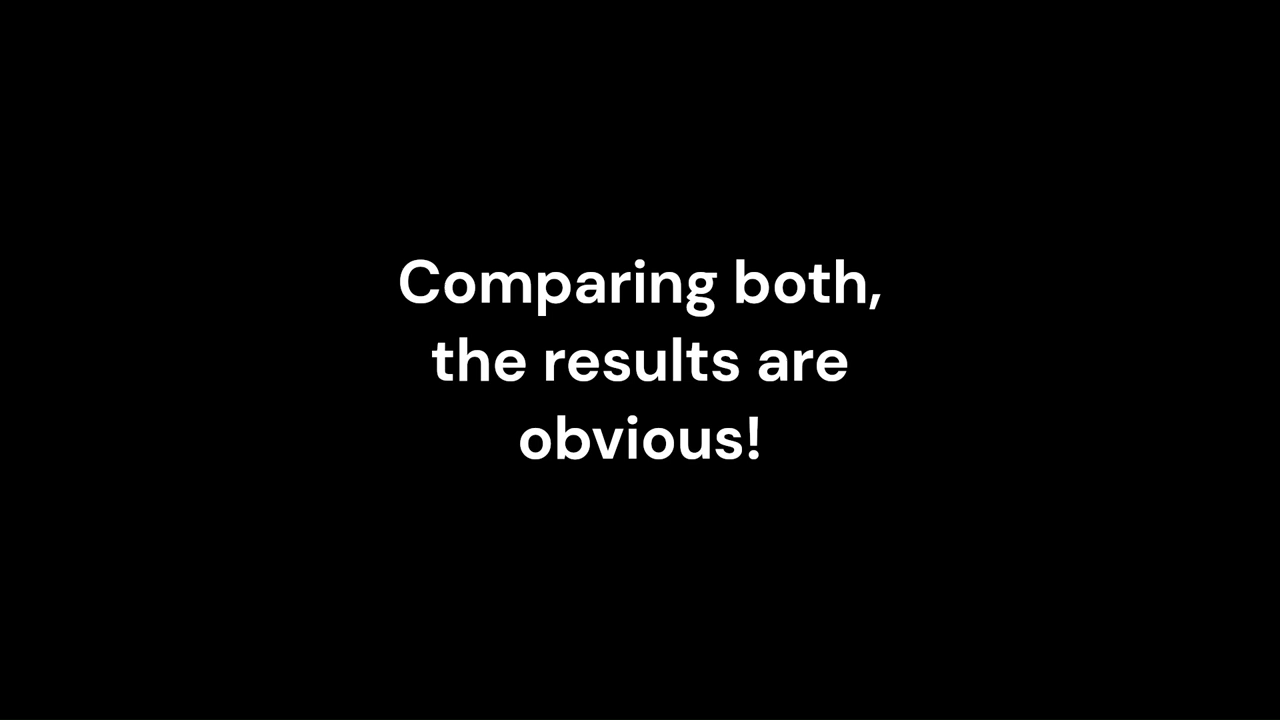 Comparing both,
the results are
obvious!